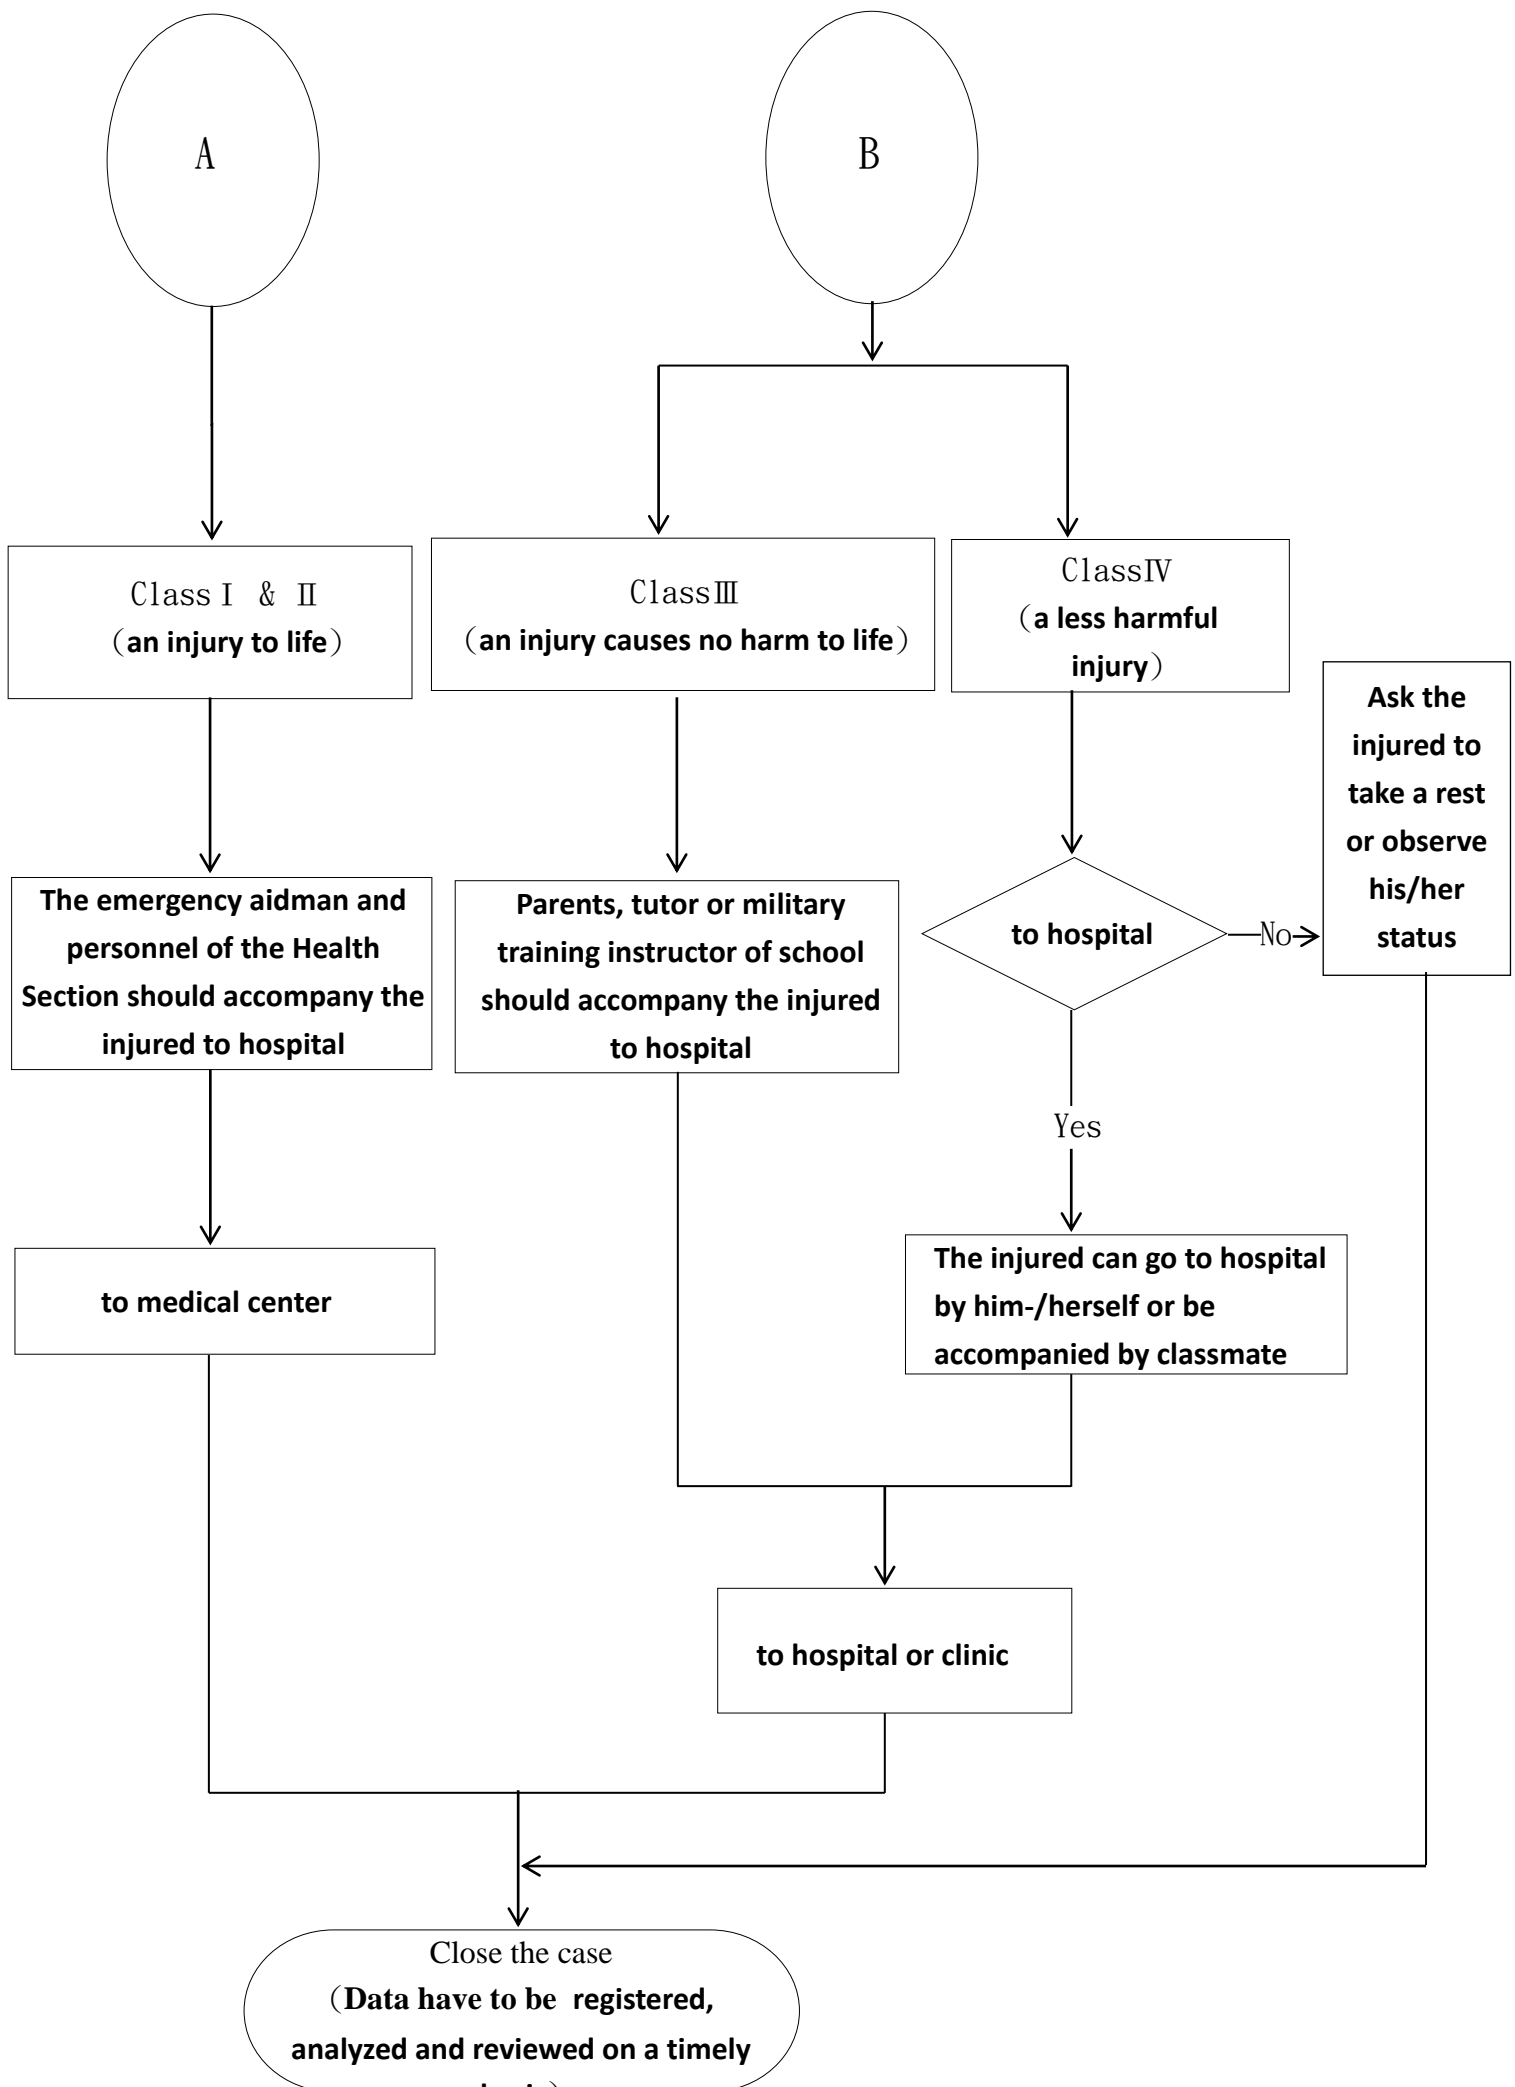 A
B
ClassⅠ & Ⅱ
（an injury to life）
ClassⅢ
（an injury causes no harm to life）
ClassⅣ
（a less harmful
injury）
Ask the
injured to
take a rest
or observe
his/her
status
The emergency aidman and
personnel of the Health
Section should accompany the
injured to hospital
Parents, tutor or military
training instructor of school
should accompany the injured
to hospital
to hospital
No
Yes
to medical center
The injured can go to hospital
by him-/herself or be
accompanied by classmate
to hospital or clinic
Close the case
（Data have to be registered,
analyzed and reviewed on a timely